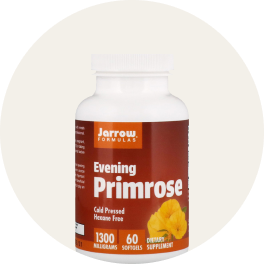 Jarrow
FORMULAS
Evening
Primrose
Cold Pressed
Hexane Free
1300 60
MILLIGRAMS SOFTGELS
DIETARY
SUPPLEMENT